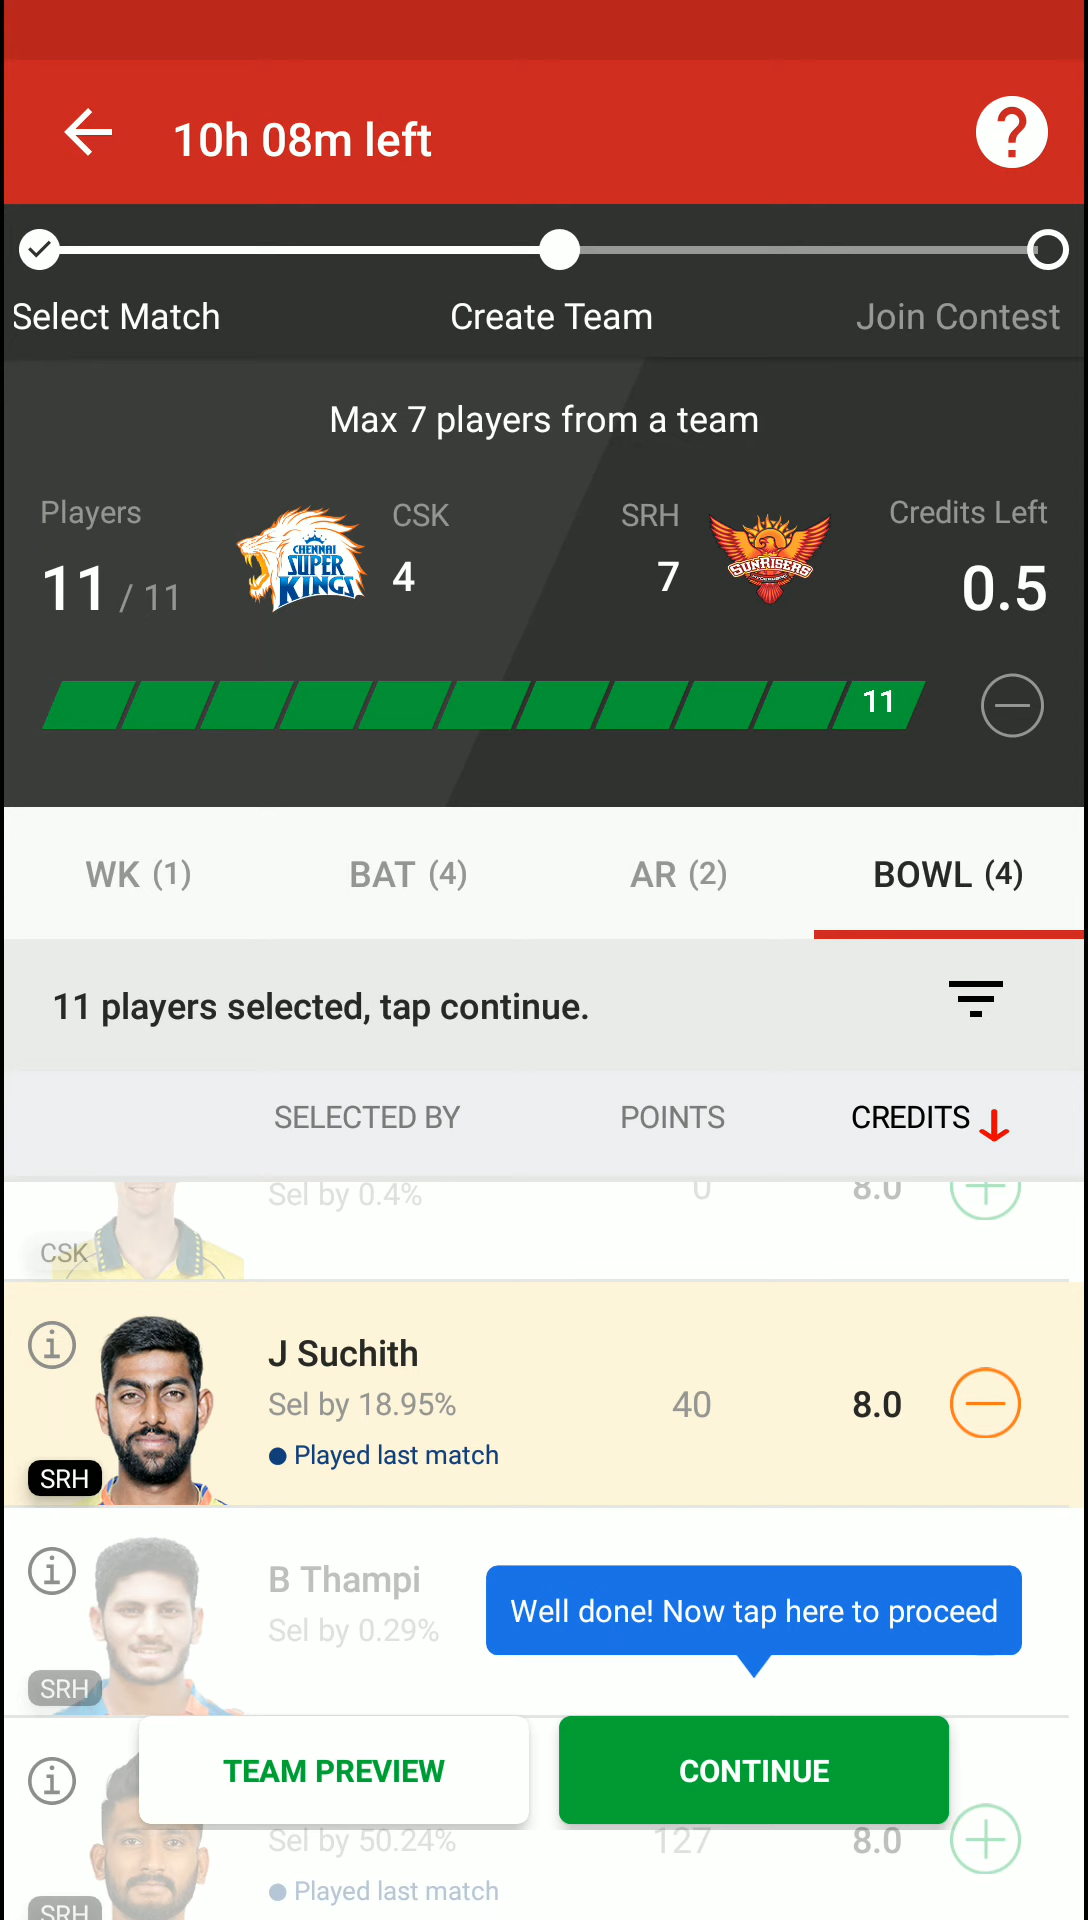 10h 08m left
?
Select Match Create Team Join Contest
Max 7 players from a team
Players CSK SRH Credits Left
CHENNAI SUPER KINGS
SUNRISERS
11 / 11 4 7 0.5
11
WK (1) BAT (4) AR (2) BOWL (4)
11 players selected, tap continue.
SELECTED BY POINTS CREDITS
Sel by 0.4% 0 8.0
CSK
J Suchith
Sel by 18.95% 40 8.0
Played last match
SRH
B Thampi
Well done! Now tap here to proceed
Sel by 0.29%
SRH
TEAM PREVIEW CONTINUE
Sel by 50.24% 127 8.0
Played last match
SRH